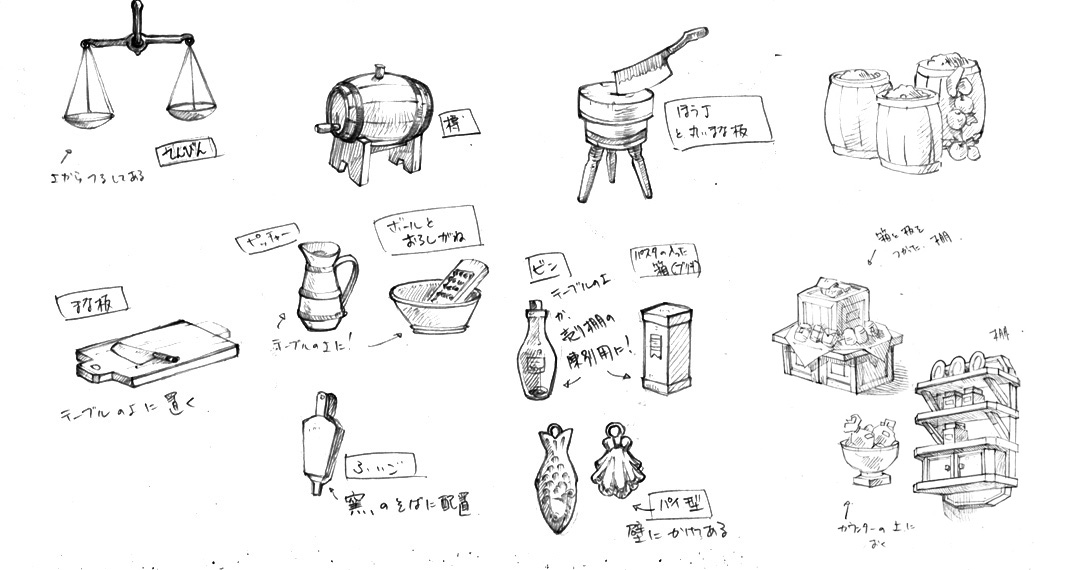 てんびん
上からつるしてある
樽
ほう丁
と丸いまな板
ピッチャー
ボールと
おろしがね
テーブルの上に!
まな板
テーブルの上に置く
ビン
パスタの入った
箱(ブリキ)
テーブルの上
か、
売り棚の
陳列用に!
箱と板を
つかった棚
棚
ふいご
窯のそばに配置
パイ型
壁にかけてある
カウンターの上に
おく